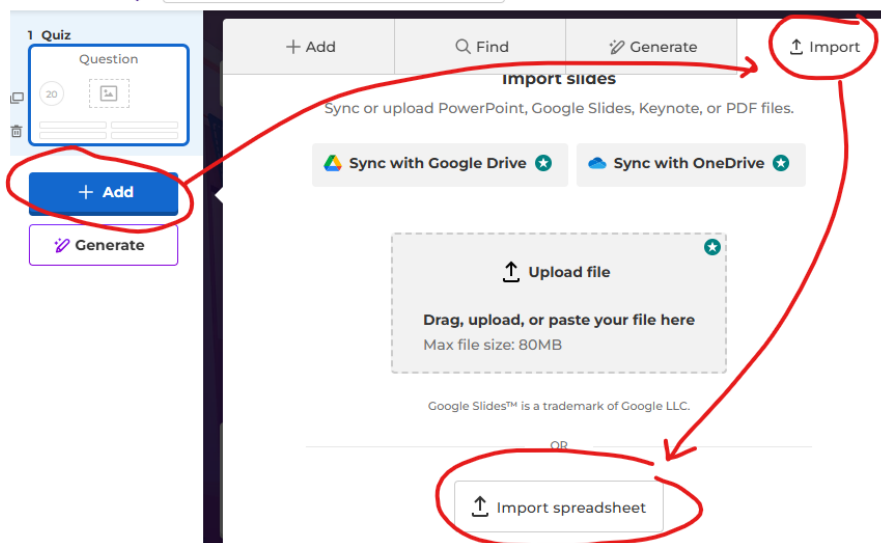 1 Quiz
Question
20
+ Add
Generate
+ Add
Find
Generate
Import
Import slides
Sync or upload PowerPoint, Google Slides, Keynote, or PDF files.
Sync with Google Drive
Sync with OneDrive
Upload file
Drag, upload, or paste your file here
Max file size: 80MB
Google Slides™ is a trademark of Google LLC.
OR
Import spreadsheet